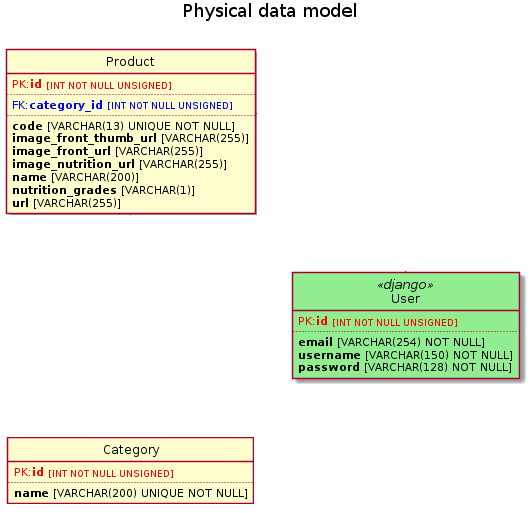 Physical data model
Product
PK:id [INT NOT NULL UNSIGNED]
FK:category_id [INT NOT NULL UNSIGNED]
code [VARCHAR(13) UNIQUE NOT NULL]
image_front_thumb_url [VARCHAR(255)]
image_front_url [VARCHAR(255)]
image_nutrition_url [VARCHAR(255)]
name [VARCHAR(200)]
nutrition_grades [VARCHAR(1)]
url [VARCHAR(255)]
«django»
User
PK:id [INT NOT NULL UNSIGNED]
email [VARCHAR(254) NOT NULL]
username [VARCHAR(150) NOT NULL]
password [VARCHAR(128) NOT NULL]
Category
PK:id [INT NOT NULL UNSIGNED]
name [VARCHAR(200) UNIQUE NOT NULL]